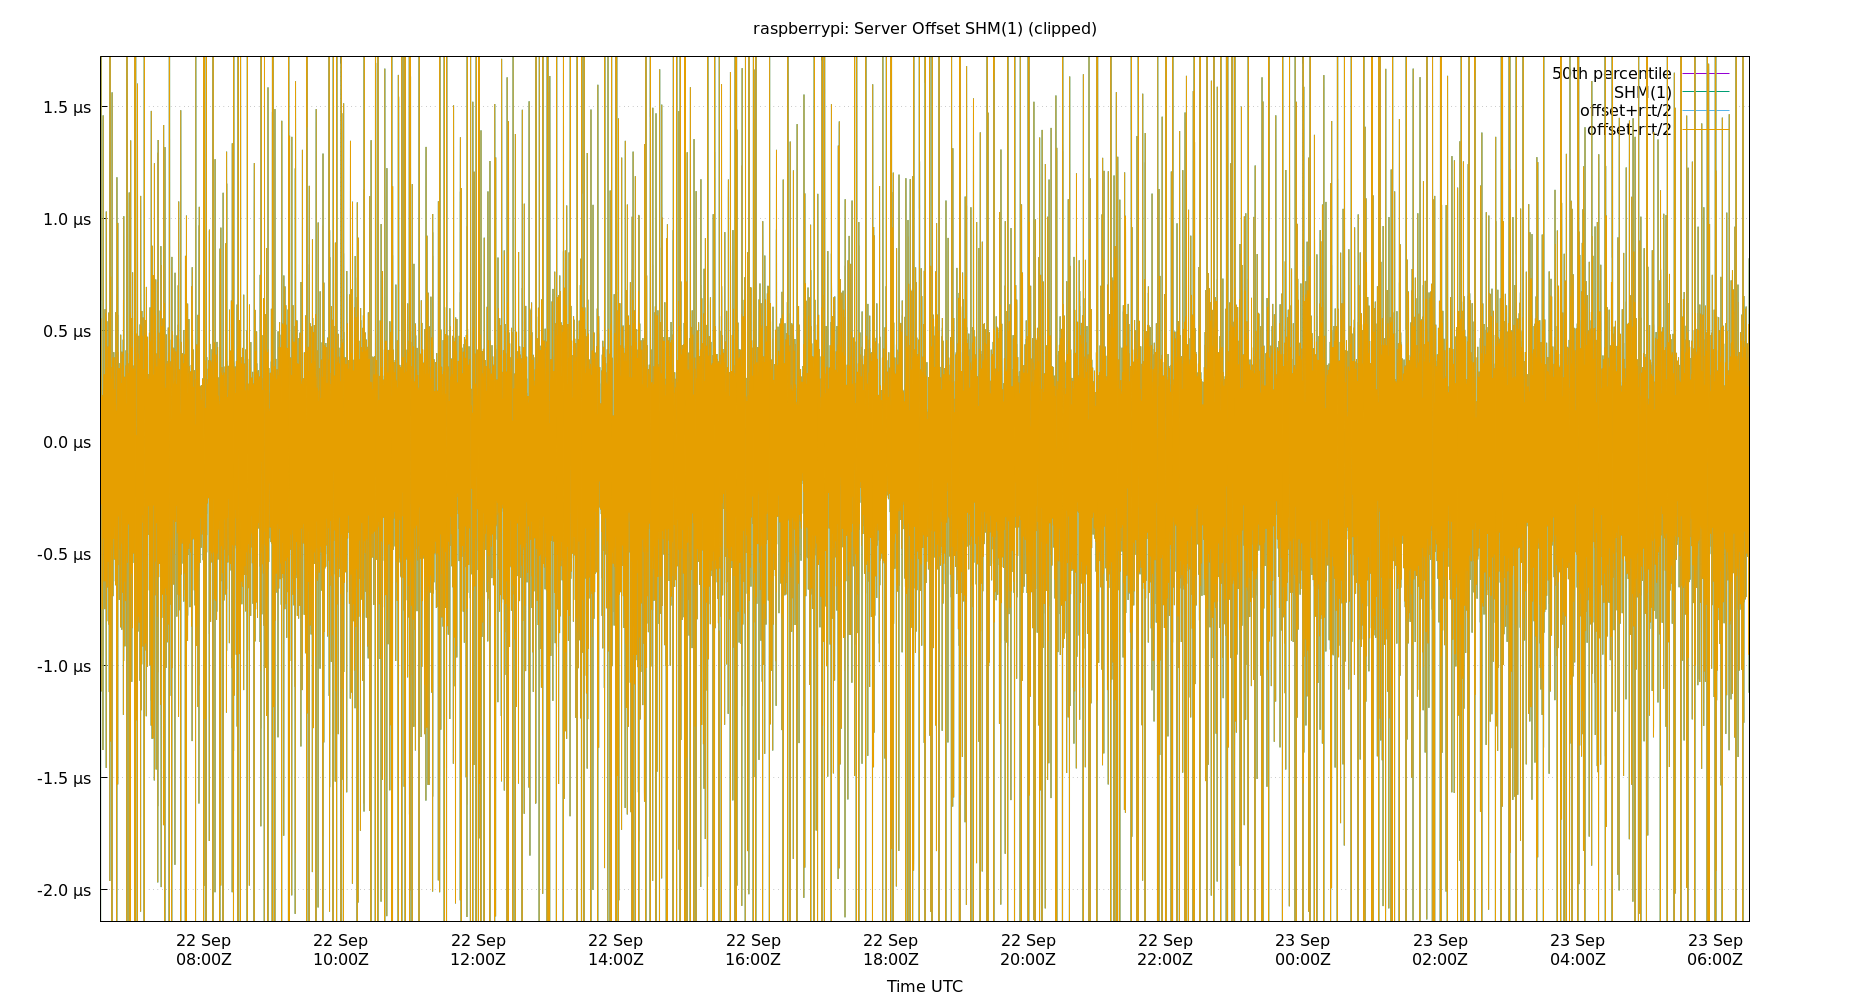 raspberrypi: Server Offset SHM(1) (clipped)
50th percentile
SHM(1)
offset+rtt/2
offset-rtt/2
1.5 µs
1.0 µs
0.5 µs
0.0 µs
-0.5 µs
-1.0 µs
-1.5 µs
-2.0 µs
22 Sep 22 Sep 22 Sep 22 Sep 22 Sep 22 Sep 22 Sep 22 Sep 23 Sep 23 Sep 23 Sep 23 Sep
08:00Z 10:00Z 12:00Z 14:00Z 16:00Z 18:00Z 20:00Z 22:00Z 00:00Z 02:00Z 04:00Z 06:00Z
Time UTC